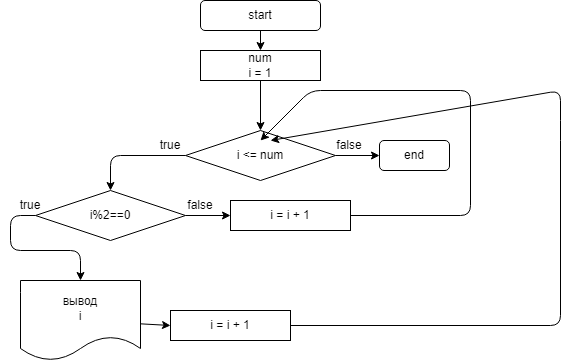 start
num
i = 1
true
i <= num
false
end
true
i%2==0
false
i = i + 1
вывод
i
i = i + 1